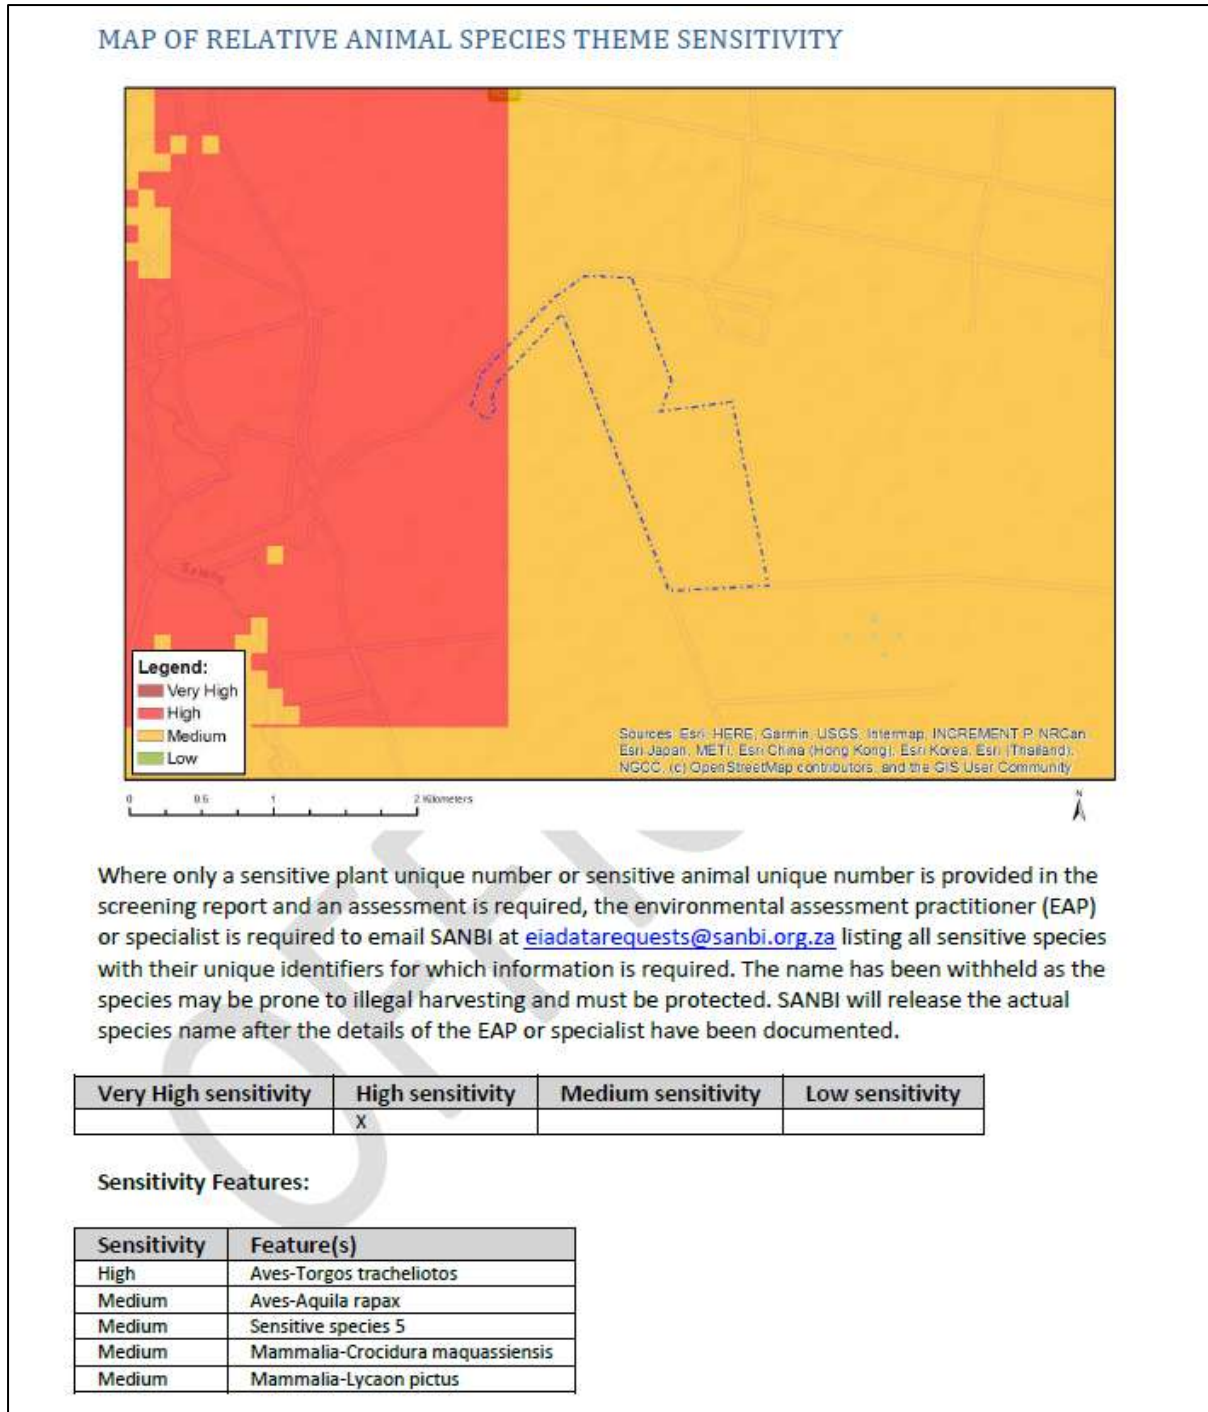 MAP OF RELATIVE ANIMAL SPECIES THEME SENSITIVITY
Legend:
Very High
High
Medium
Low
Sources: Esri, HERE, Garmin, USGS, Intermap, INCREMENT P, NRCan,
Esri Japan, METI, Esri China (Hong Kong), Esri Korea, Esri (Thailand),
NGCC, (c) OpenStreetMap contributors, and the GIS User Community
0 0.5 1 2 Kilometers
N
Where only a sensitive plant unique number or sensitive animal unique number is provided in the
screening report and an assessment is required, the environmental assessment practitioner (EAP)
or specialist is required to email SANBI at eiadatarequests@sanbi.org.za listing all sensitive species
with their unique identifiers for which information is required. The name has been withheld as the
species may be prone to illegal harvesting and must be protected. SANBI will release the actual
species name after the details of the EAP or specialist have been documented.
Very High sensitivity High sensitivity Medium sensitivity Low sensitivity
X
Sensitivity Features:
Sensitivity Feature(s)
High Aves-Torgos tracheliotos
Medium Aves-Aquila rapax
Medium Sensitive species 5
Medium Mammalia-Crocidura maquassiensis
Medium Mammalia-Lycaon pictus